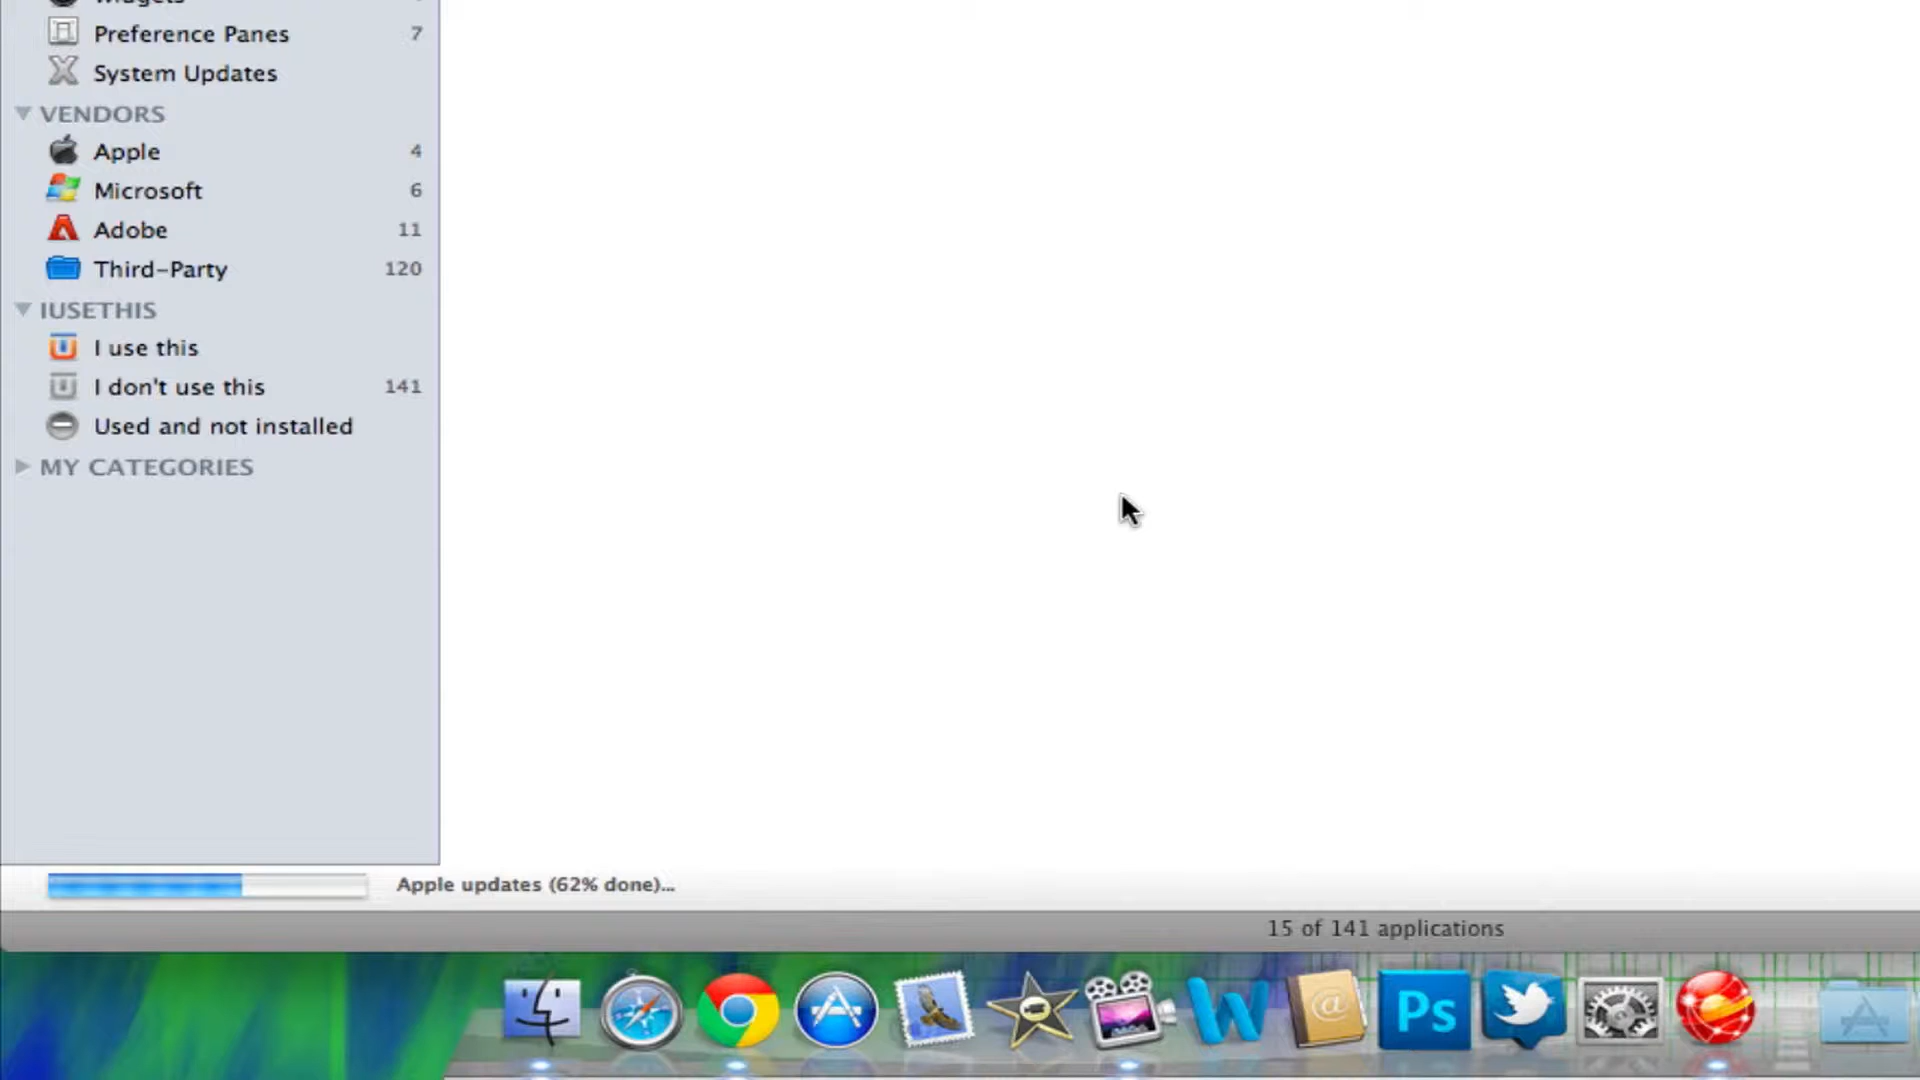 Widgets
Preference Panes 7
System Updates
VENDORS
Apple 4
Microsoft 6
Adobe 11
Third-Party 120
IUSETHIS
I use this
I don't use this 141
Used and not installed
MY CATEGORIES
Apple updates (62% done)...
15 of 141 applications
@
Ps